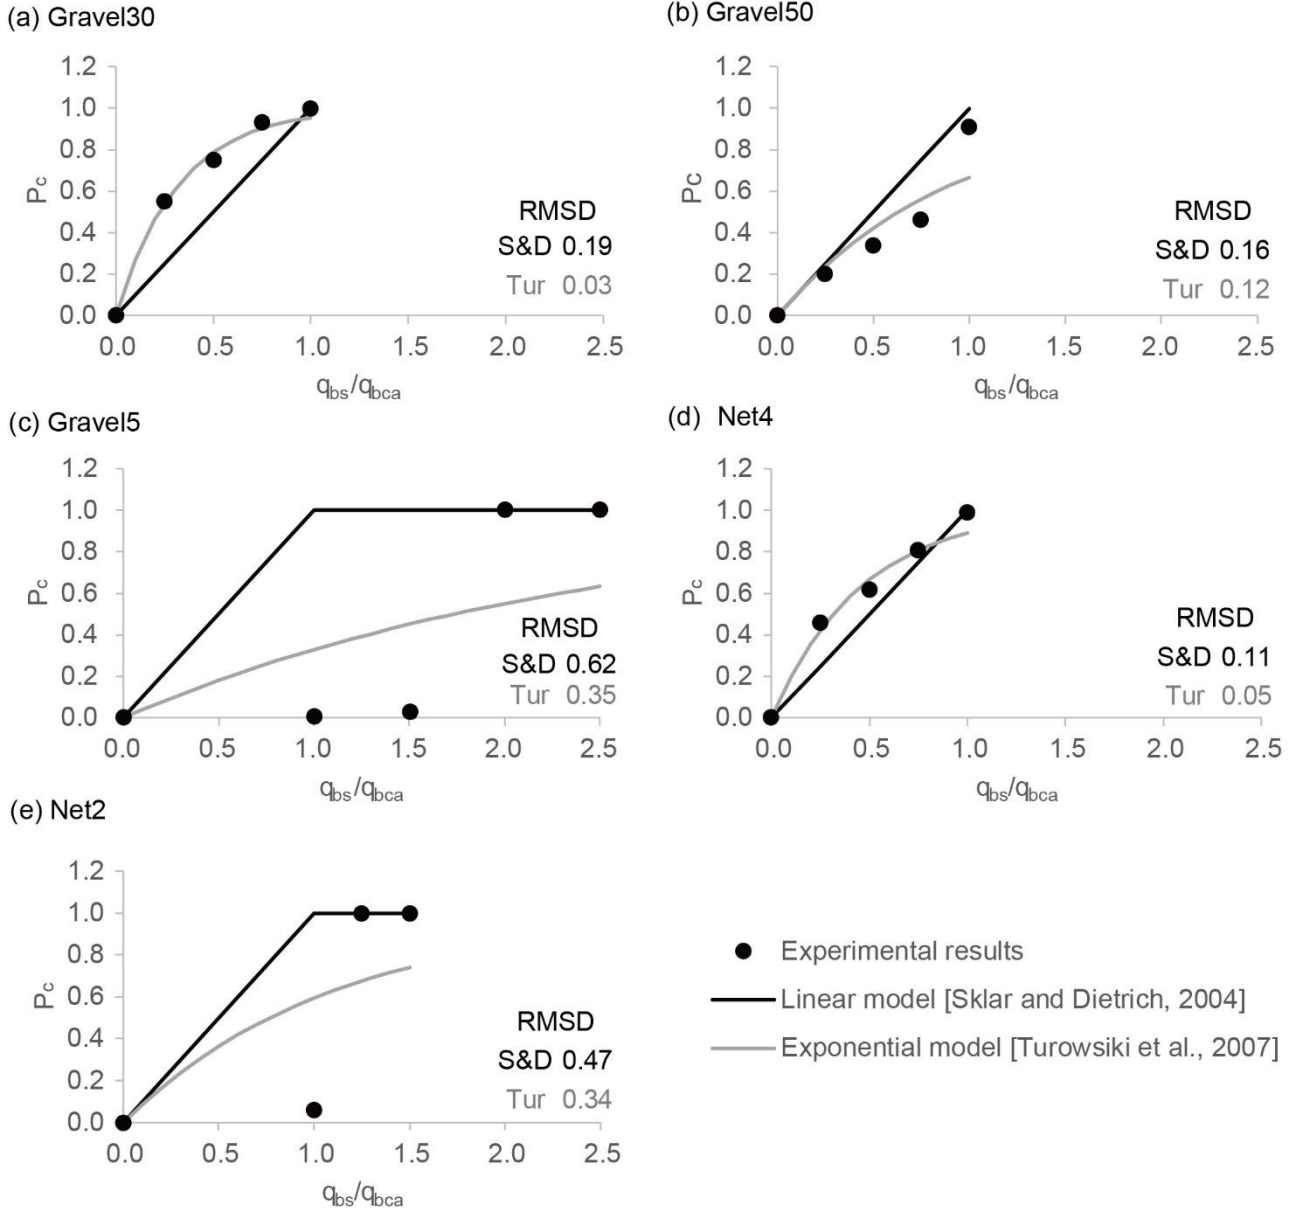 (a) Gravel30
1.2
1.0
0.8
0.6
0.4
0.2
0.0
Pc
0.0 0.5 1.0 1.5 2.0 2.5
qbs/qbca
RMSD
S&D 0.19
Tur 0.03
(b) Gravel50
1.2
1.0
0.8
0.6
0.4
0.2
0.0
Pc
0.0 0.5 1.0 1.5 2.0 2.5
qbs/qbca
RMSD
S&D 0.16
Tur 0.12
(c) Gravel5
1.2
1.0
0.8
0.6
0.4
0.2
0.0
Pc
0.0 0.5 1.0 1.5 2.0 2.5
qbs/qbca
RMSD
S&D 0.62
Tur 0.35
(d) Net4
1.2
1.0
0.8
0.6
0.4
0.2
0.0
Pc
0.0 0.5 1.0 1.5 2.0 2.5
qbs/qbca
RMSD
S&D 0.11
Tur 0.05
(e) Net2
1.2
1.0
0.8
0.6
0.4
0.2
0.0
Pc
0.0 0.5 1.0 1.5 2.0 2.5
qbs/qbca
RMSD
S&D 0.47
Tur 0.34
Experimental results
Linear model [Sklar and Dietrich, 2004]
Exponential model [Turowsiki et al., 2007]